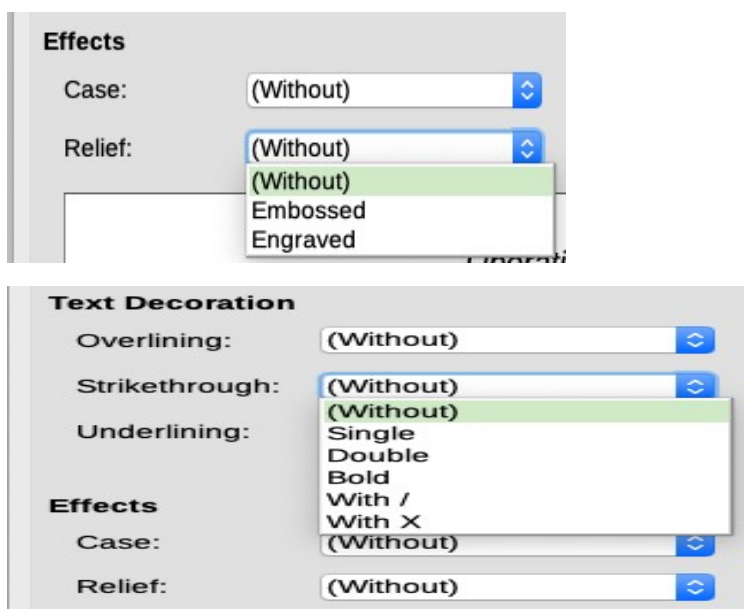 Effects
Case: (Without)
Relief: (Without)
(Without)
Embossed
Engraved
Text Decoration
Overlining: (Without)
Strikethrough: (Without)
(Without)
Underlining: Single
Double
Bold
With /
Effects
With X
Case: (Without)
Relief: (Without)